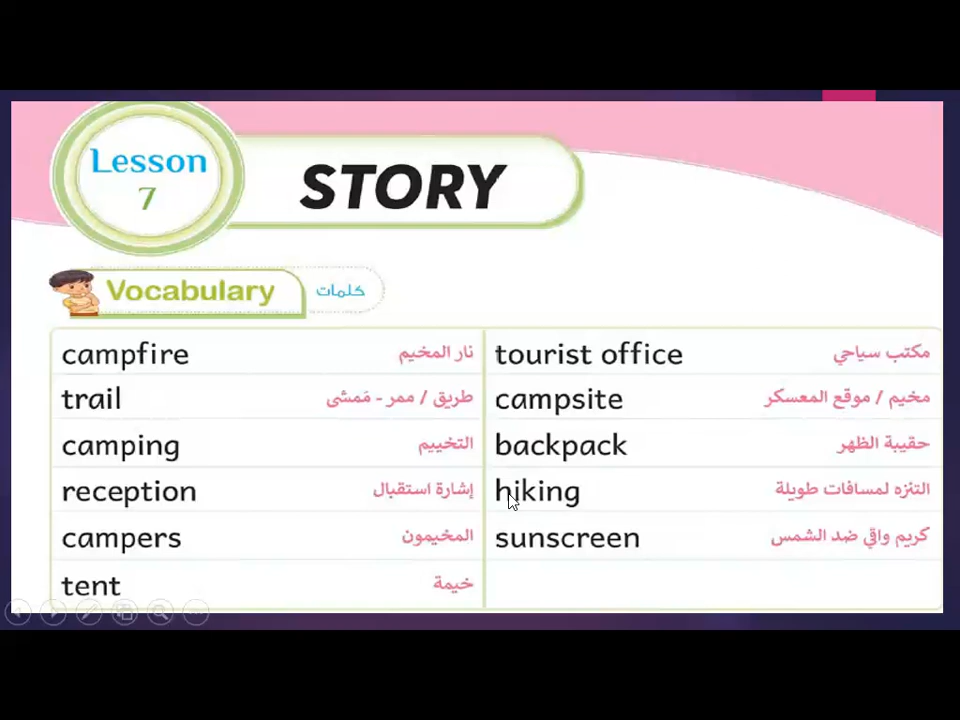 Lesson
7
STORY
Vocabulary كلمات
campfire نار المخيم
trail طريق / ممر - مَمشى
camping التخييم
reception إشارة استقبال
campers المخيمون
tent خيمة
tourist office مكتب سياحي
campsite مخيم / موقع المعسكر
backpack حقيبة الظهر
hiking التنزه لمسافات طويلة
sunscreen كريم واقي ضد الشمس